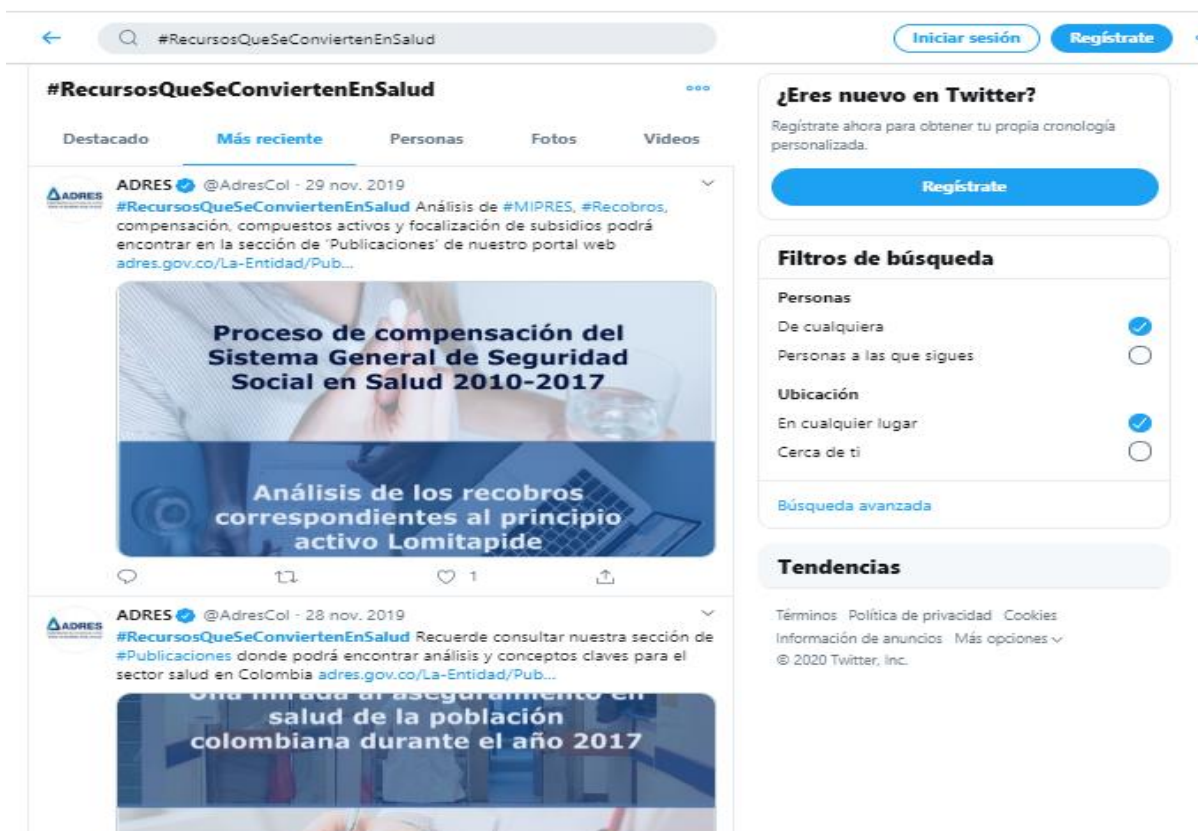 #RecursosQueSeConviertenEnSalud
Iniciar sesión
Regístrate
#RecursosQueSeConviertenEnSalud
Destacado Más reciente Personas Fotos Videos
ADRES
ADRES @AdresCol · 29 nov. 2019
#RecursosQueSeConviertenEnSalud Análisis de #MIPRES, #Recobros,
compensación, compuestos activos y focalización de subsidios podrá
encontrar en la sección de 'Publicaciones' de nuestro portal web
adres.gov.co/La-Entidad/Pub...
Proceso de compensación del
Sistema General de Seguridad
Social en Salud 2010-2017
Análisis de los recobros
correspondientes al principio
activo Lomitapide
1
ADRES
ADRES @AdresCol · 28 nov. 2019
#RecursosQueSeConviertenEnSalud Recuerde consultar nuestra sección de
#Publicaciones donde podrá encontrar análisis y conceptos claves para el
sector salud en Colombia adres.gov.co/La-Entidad/Pub...
Una mirada al aseguramiento en
salud de la población
colombiana durante el año 2017
¿Eres nuevo en Twitter?
Regístrate ahora para obtener tu propia cronología
personalizada.
Regístrate
Filtros de búsqueda
Personas
De cualquiera
Personas a las que sigues
Ubicación
En cualquier lugar
Cerca de ti
Búsqueda avanzada
Tendencias
Términos Política de privacidad Cookies
Información de anuncios Más opciones
© 2020 Twitter, Inc.